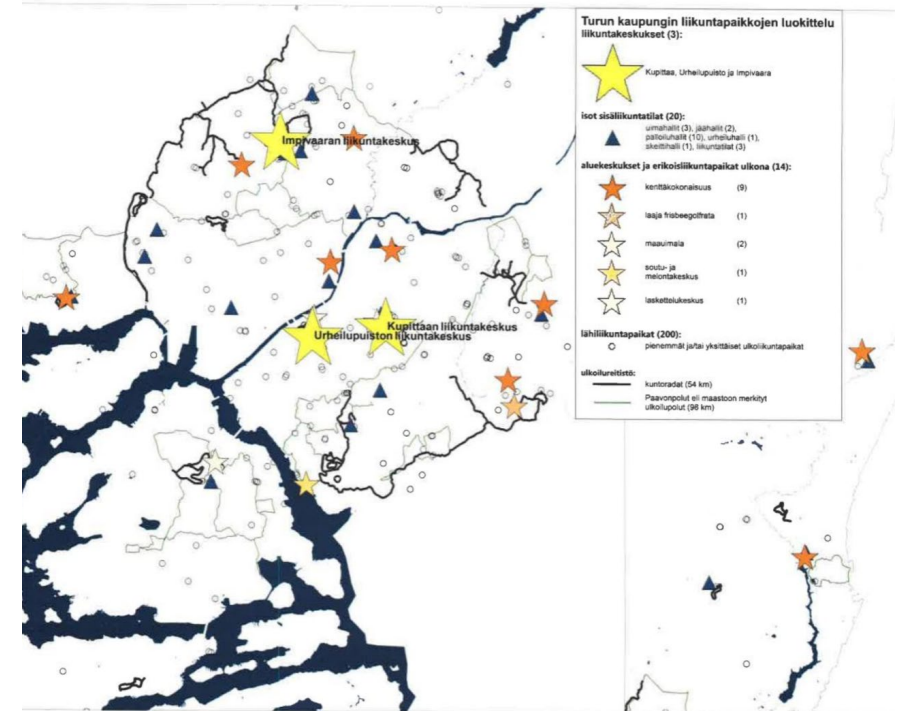 Turun kaupungin liikuntapaikkojen luokittelu
liikuntakeskukset (3):
Kupittaa, Urheilupuisto ja Impivaara
isot sisäliikuntatilat (20):
uimahallit (3), jäähallit (2),
palloiluhallit (10), urheiluhalli (1),
skeittihalli (1), liikuntatilat (3)
aluekeskukset ja erikoisliikuntapaikat ulkona (14):
kenttäkokonaisuus (9)
laaja frisbeegolfrata (1)
maauimala (2)
soutu- ja
melontakeskus (1)
laskettelukeskus (1)
lähiliikuntapaikat (200):
pienemmät ja/tai yksittäiset ulkoliikuntapaikat
ulkoilureitistö:
kuntoradat (54 km)
Paavonpolut eli maastoon merkityt
ulkoilupolut (98 km)
Impivaaran liikuntakeskus
Kupittaan liikuntakeskus
Urheilupuiston liikuntakeskus